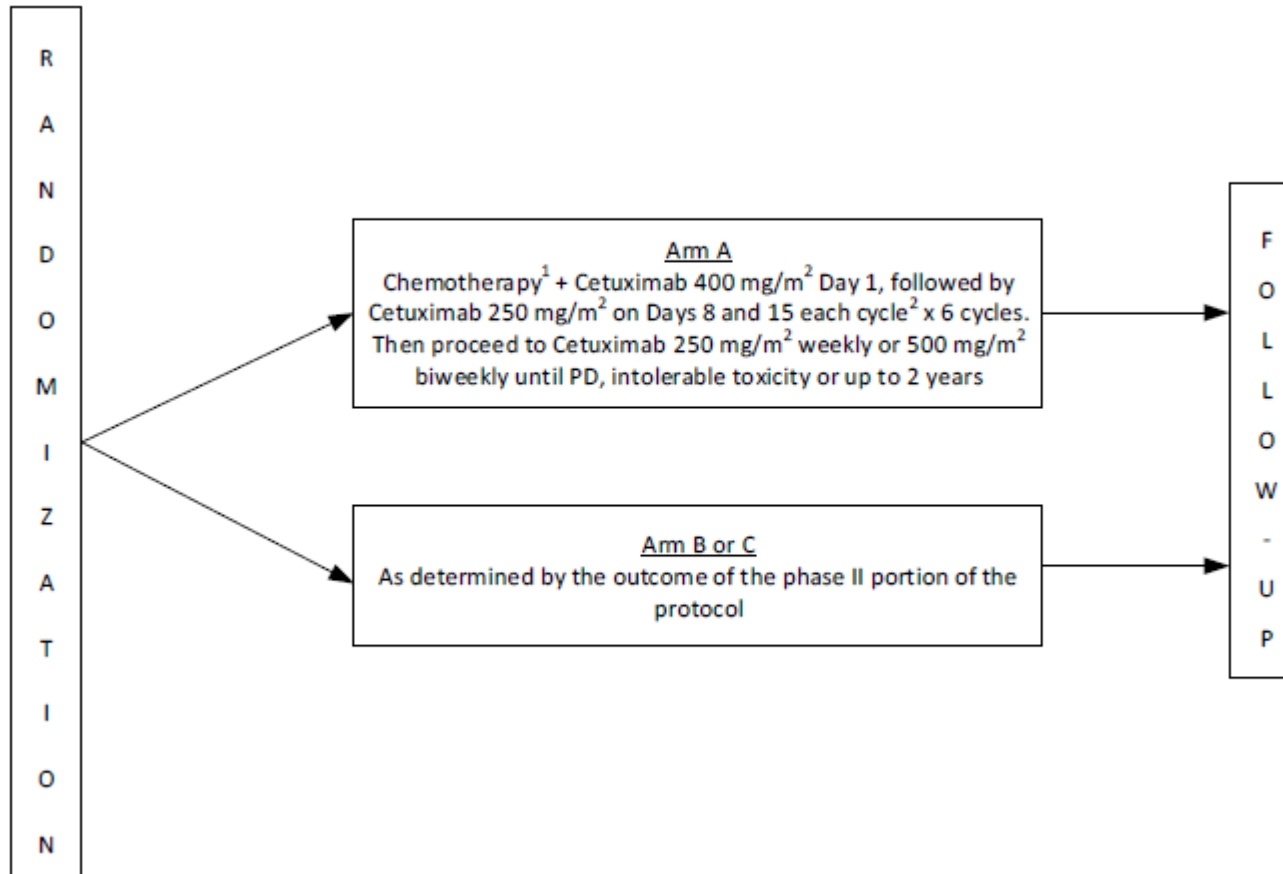 R
A
N
D
O
M
I
Z
A
T
I
O
N
Arm A
Chemotherapy¹ + Cetuximab 400 mg/m² Day 1, followed by
Cetuximab 250 mg/m² on Days 8 and 15 each cycle² x 6 cycles.
Then proceed to Cetuximab 250 mg/m² weekly or 500 mg/m²
biweekly until PD, intolerable toxicity or up to 2 years
Arm B or C
As determined by the outcome of the phase II portion of the
protocol
F
O
L
L
O
W
-
U
P